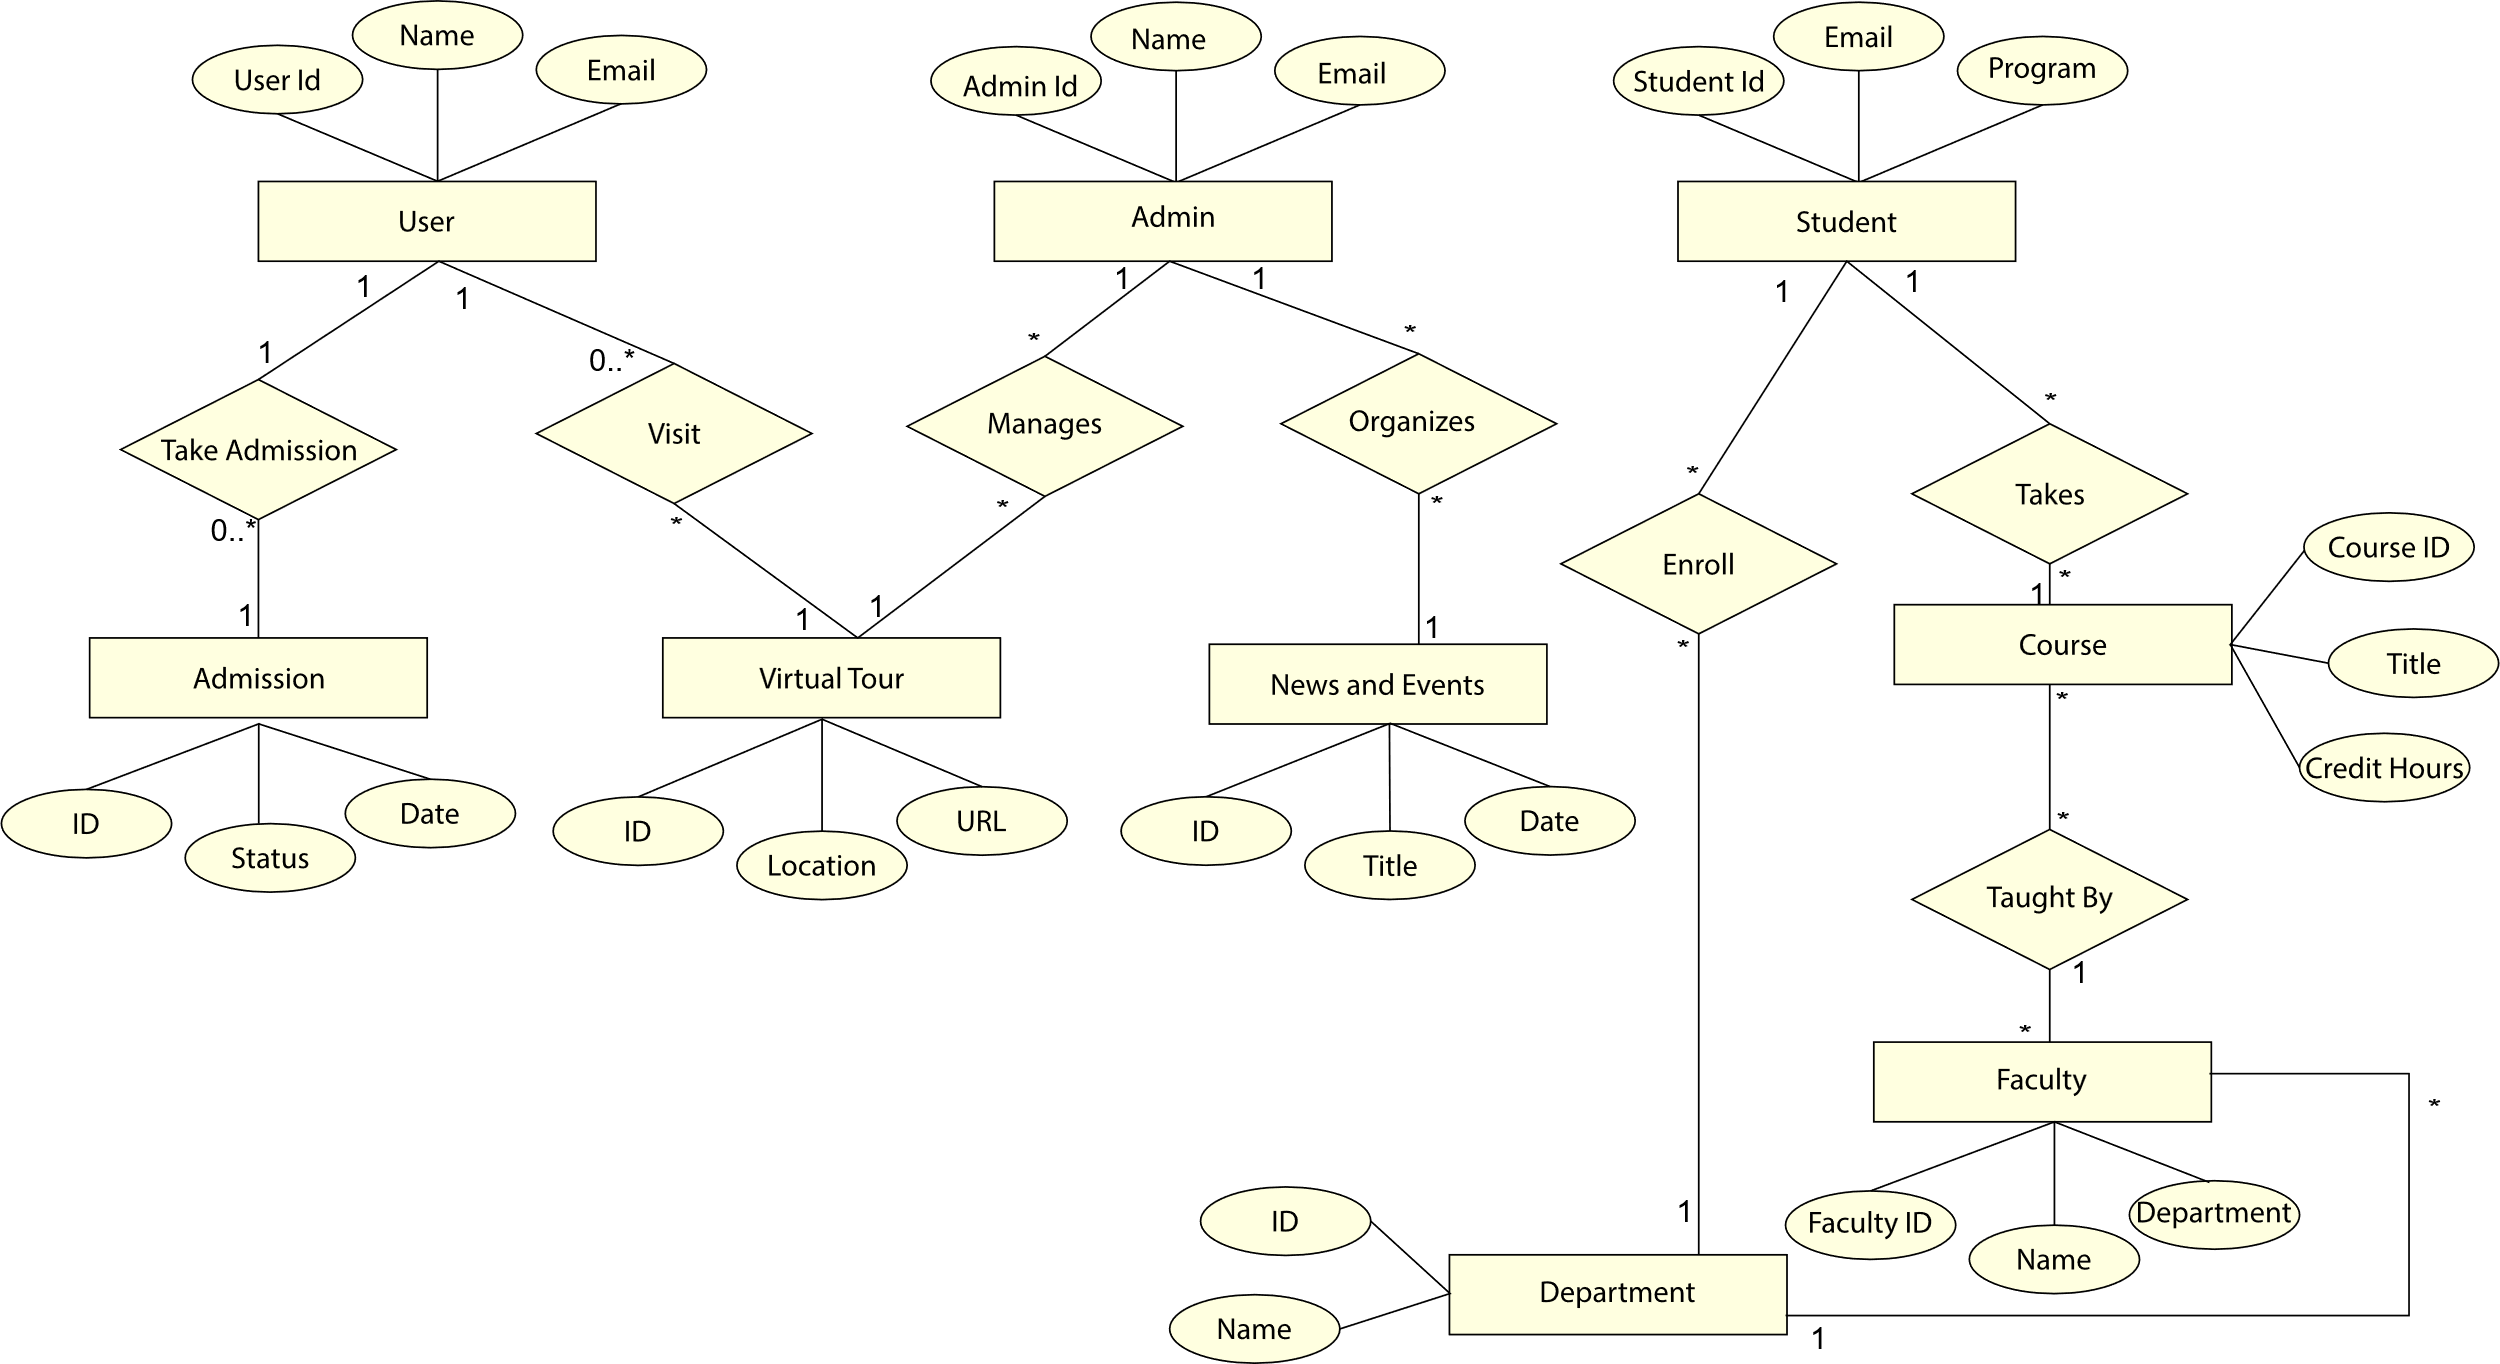 Name
Email
User Id
Name
Email
Admin Id
Email
Program
Student Id
User
Admin
Student
1
1
1
1
1
1
1
0..*
*
*
*
*
Take Admission
Visit
Manages
Organizes
Enroll
Takes
0..*
*
*
*
*
*
1
1
1
1
1
1
Course ID
Title
Credit Hours
Admission
Virtual Tour
News and Events
Course
*
*
ID
Status
Date
ID
Location
URL
ID
Title
Date
Taught By
1
*
Faculty
*
Faculty ID
Name
Department
1
ID
Name
Department
1